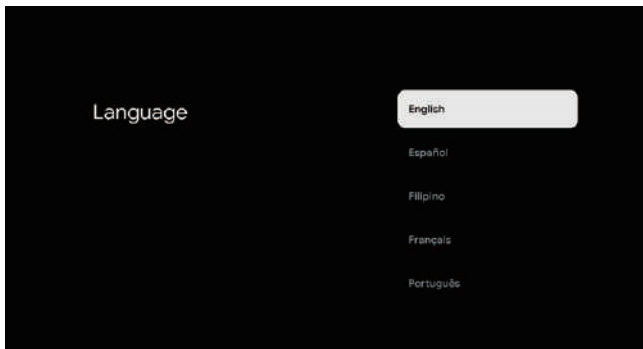 Language
English
Español
Filipino
Français
Português